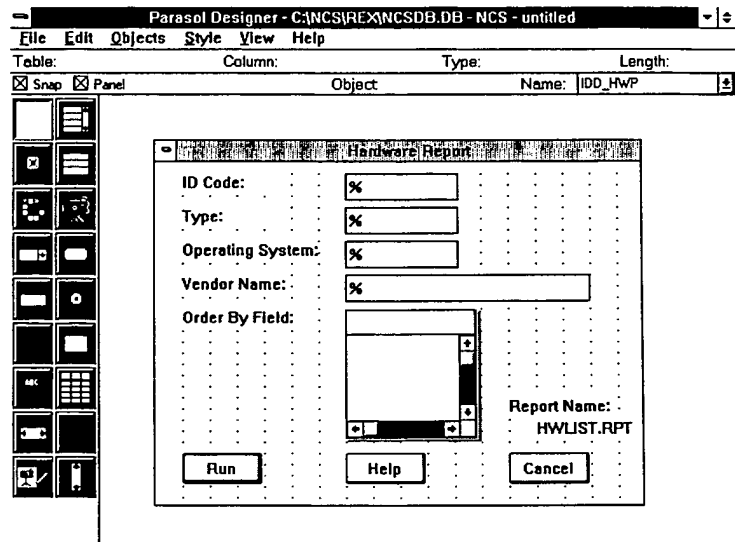 Parasol Designer - C:\NCS\REX\NCSDB.DB - NCS - untitled
File Edit Objects Style View Help
Table: Column: Type: Length:
Snap Panel Object Name: IDD_HWP
Hardware Report
ID Code: %
Type: %
Operating System: %
Vendor Name: %
Order By Field:
ABC
Report Name:
HWLIST.RPT
Run Help Cancel